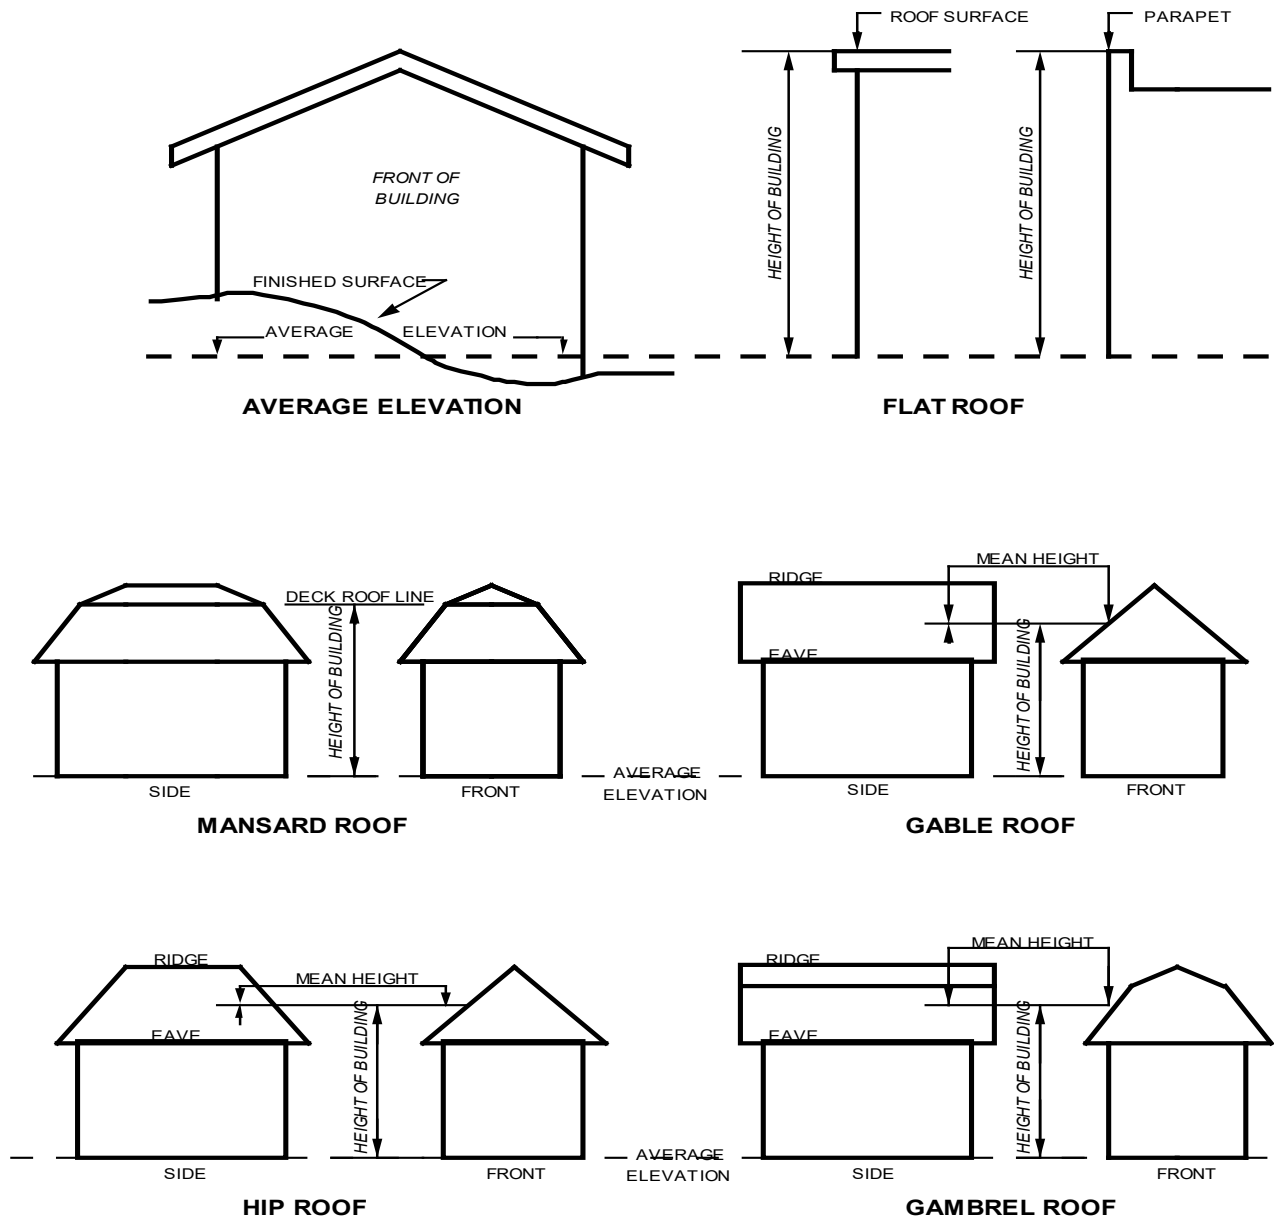 ROOF SURFACE
PARAPET
FRONT OF
BUILDING
HEIGHT OF BUILDING
HEIGHT OF BUILDING
FINISHED SURFACE
AVERAGE ELEVATION
AVERAGE ELEVATION
FLAT ROOF
MEAN HEIGHT
RIDGE
DECK ROOF LINE
HEIGHT OF BUILDING
EAVE
HEIGHT OF BUILDING
AVERAGE
ELEVATION
SIDE
FRONT
SIDE
FRONT
MANSARD ROOF
GABLE ROOF
MEAN HEIGHT
RIDGE
RIDGE
MEAN HEIGHT
HEIGHT OF BUILDING
HEIGHT OF BUILDING
EAVE
EAVE
AVERAGE
ELEVATION
SIDE
FRONT
SIDE
FRONT
HIP ROOF
GAMBREL ROOF